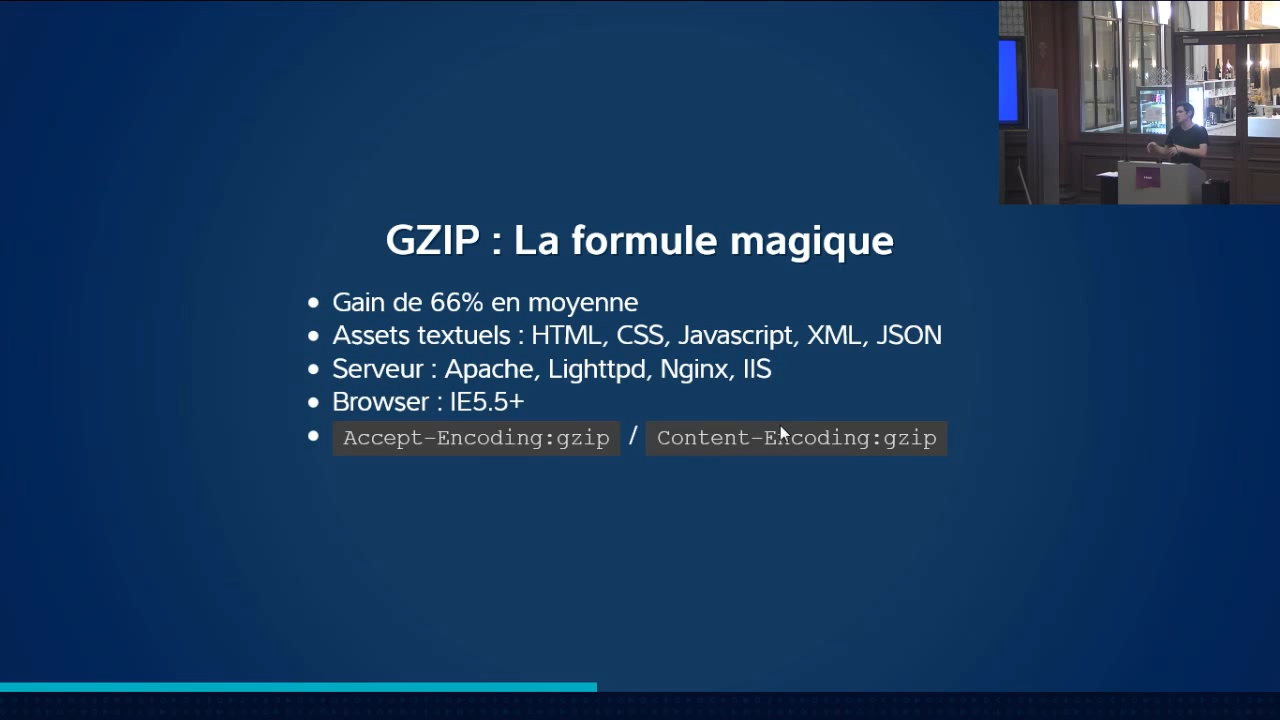 GZIP : La formule magique
Gain de 66% en moyenne
Assets textuels : HTML, CSS, Javascript, XML, JSON
Serveur : Apache, Lighttpd, Nginx, IIS
Browser : IE5.5+
Accept-Encoding:gzip / Content-Encoding:gzip